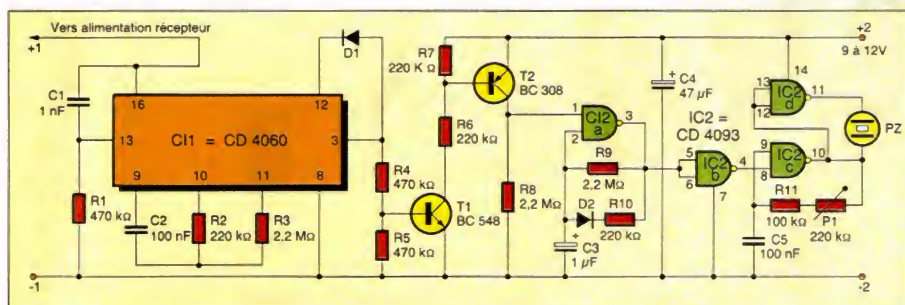 Vers alimentation récepteur
+1
C1
1 nF
R1
470 kΩ
16
13
CI1 = CD 4060
12
3
9
10
11
8
C2
100 nF
R2
220 kΩ
R3
2,2 MΩ
D1
R4
470 kΩ
R5
470 kΩ
T1
BC 548
R7
220 K Ω
R6
220 kΩ
T2
BC 308
R8
2,2 MΩ
1
2
CI2
a
3
R9
2,2 MΩ
D2
R10
220 kΩ
+
C3
1 µF
+
C4
47 µF
IC2 =
CD 4093
5
6
IC2
b
4
7
+2
9 à 12V
14
13
12
IC2
d
11
PZ
9
8
IC2
c
10
R11
100 kΩ
P1
220 kΩ
C5
100 nF
-1
-2